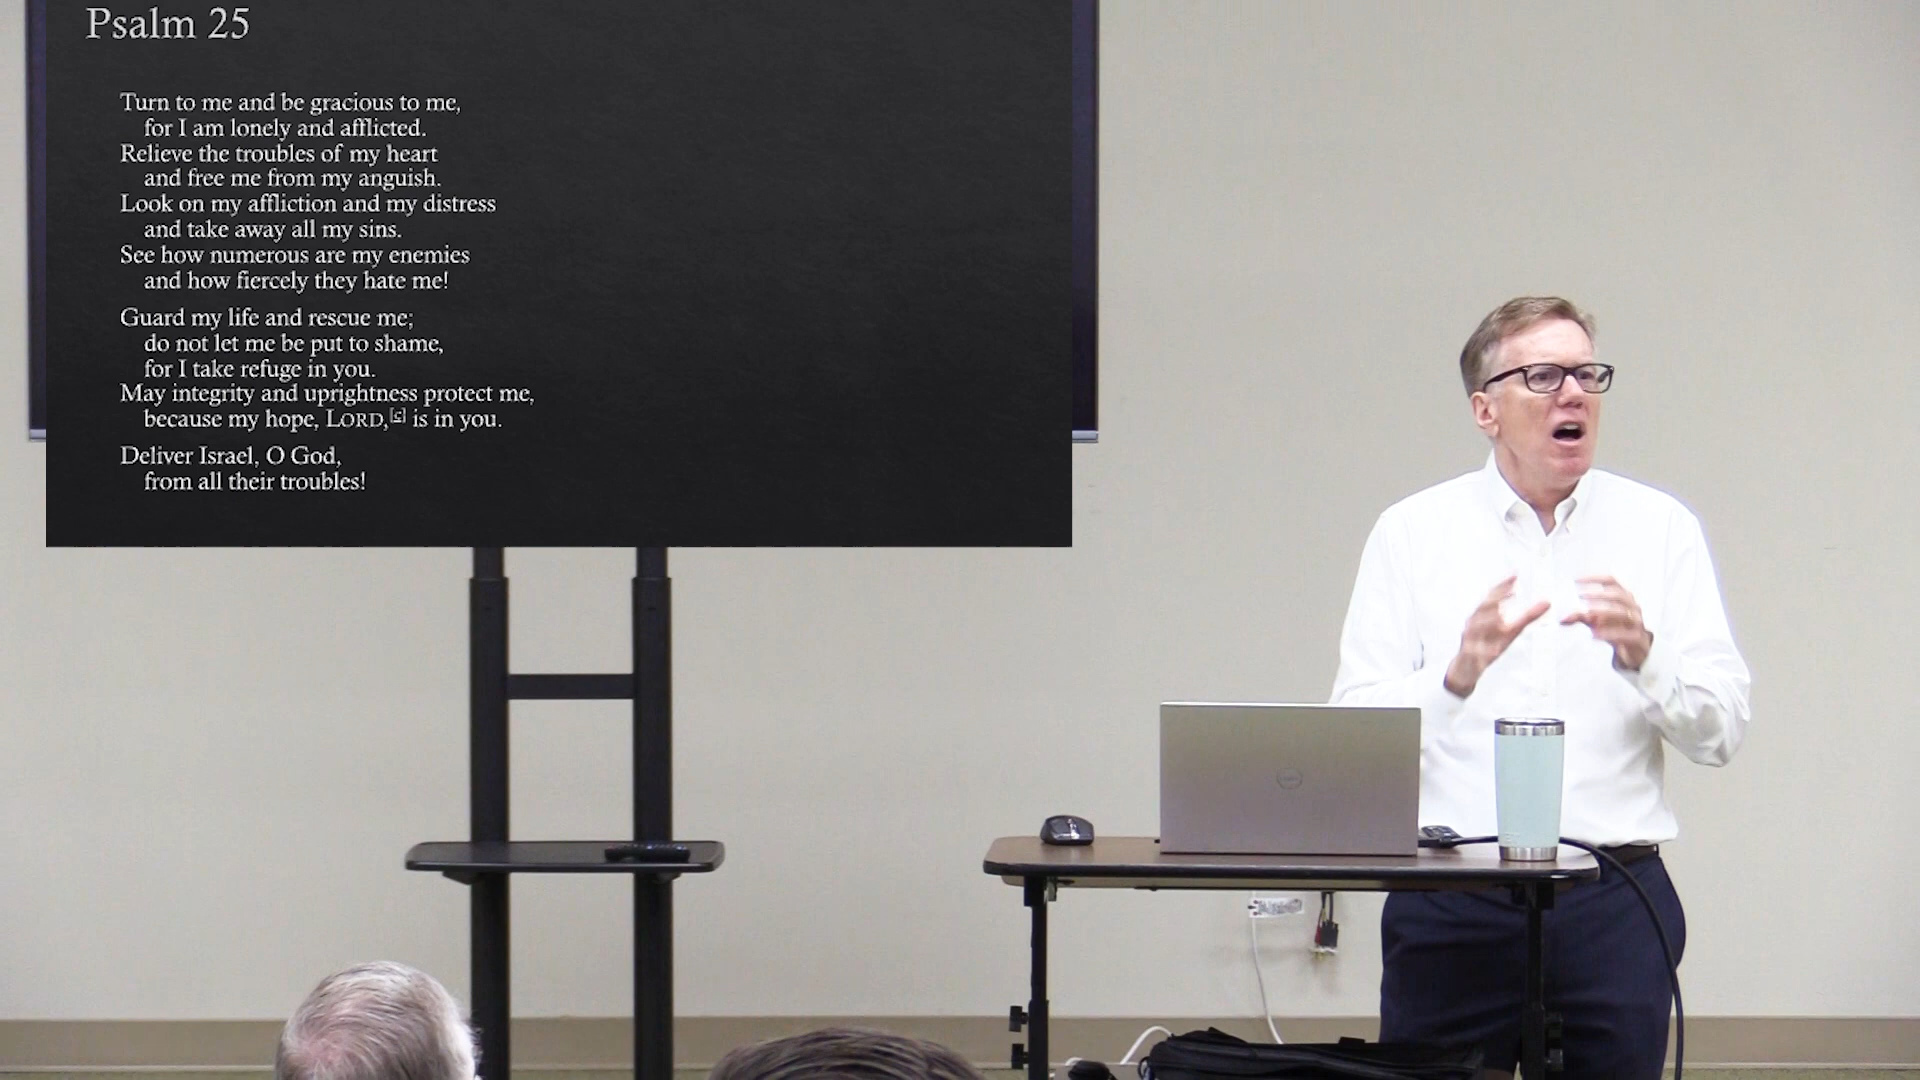 Psalm 25
Turn to me and be gracious to me,
for I am lonely and afflicted.
Relieve the troubles of my heart
and free me from my anguish.
Look on my affliction and my distress
and take away all my sins.
See how numerous are my enemies
and how fiercely they hate me!
Guard my life and rescue me;
do not let me be put to shame,
for I take refuge in you.
May integrity and uprightness protect me,
because my hope, LORD,[c] is in you.
Deliver Israel, O God,
from all their troubles!